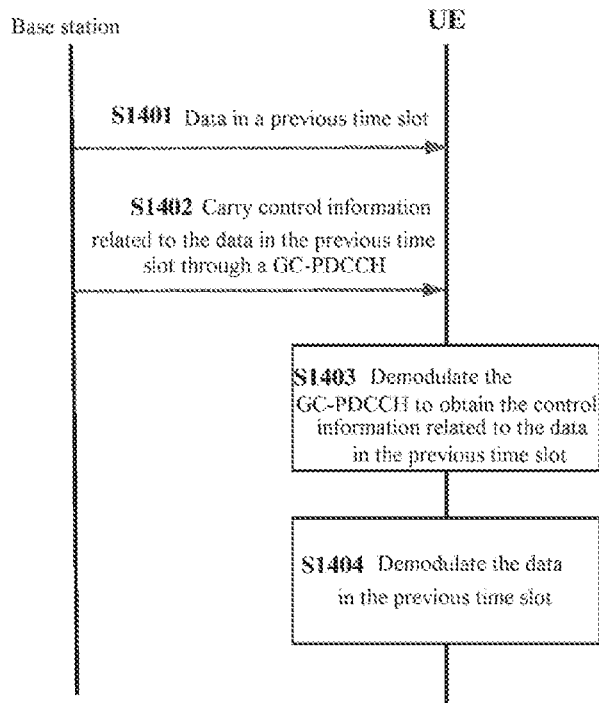 Base station
UE
S1401 Data in a previous time slot
S1402 Carry control information
related to the data in the previous time
slot through a GC-PDCCH
S1403 Demodulate the
GC-PDCCH to obtain the control
information related to the data
in the previous time slot
S1404 Demodulate the data
in the previous time slot